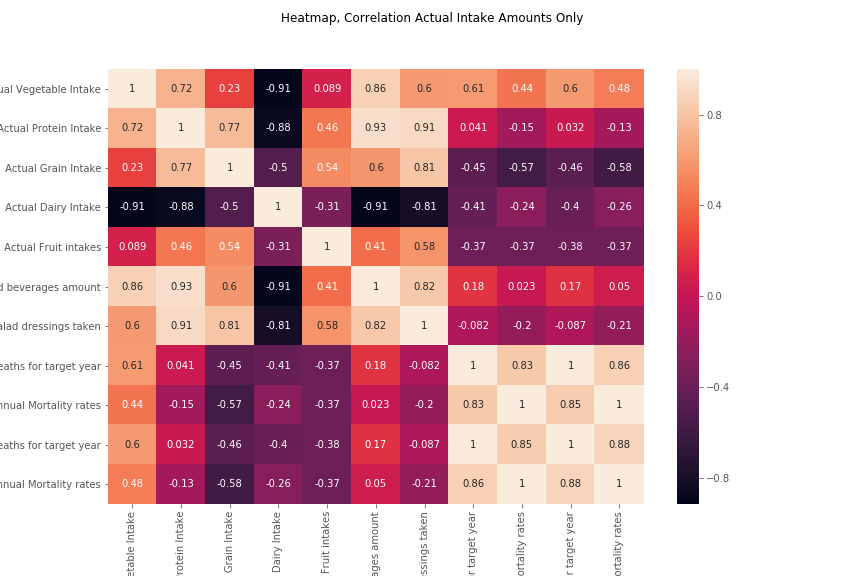 Heatmap, Correlation Actual Intake Amounts Only
Vegetable Intake 1 0.72 0.23 -0.91 0.089 0.86 0.6 0.61 0.44 0.6 0.48
Actual Protein Intake 0.72 1 0.77 -0.88 0.46 0.93 0.91 0.041 -0.15 0.032 -0.13
Actual Grain Intake 0.23 0.77 1 -0.5 0.54 0.6 0.81 -0.45 -0.57 -0.46 -0.58
Actual Dairy Intake -0.91 -0.88 -0.5 1 -0.31 -0.91 -0.81 -0.41 -0.24 -0.4 -0.26
Actual Fruit intakes 0.089 0.46 0.54 -0.31 1 0.41 0.58 -0.37 -0.37 -0.38 -0.37
beverages amount 0.86 0.93 0.6 -0.91 0.41 1 0.82 0.18 0.023 0.17 0.05
dressings taken 0.6 0.91 0.81 -0.81 0.58 0.82 1 -0.082 -0.2 -0.087 -0.21
for target year 0.61 0.041 -0.45 -0.41 -0.37 0.18 -0.082 1 0.83 1 0.86
Mortality rates 0.44 -0.15 -0.57 -0.24 -0.37 0.023 -0.2 0.83 1 0.85 1
for target year 0.6 0.032 -0.46 -0.4 -0.38 0.17 -0.087 1 0.85 1 0.88
Mortality rates 0.48 -0.13 -0.58 -0.26 -0.37 0.05 -0.21 0.86 1 0.88 1
0.8
0.4
0.0
−0.4
−0.8
Intake
Protein Intake
Grain Intake
Dairy Intake
Fruit intakes
amount
taken
target year
rates
target year
rates